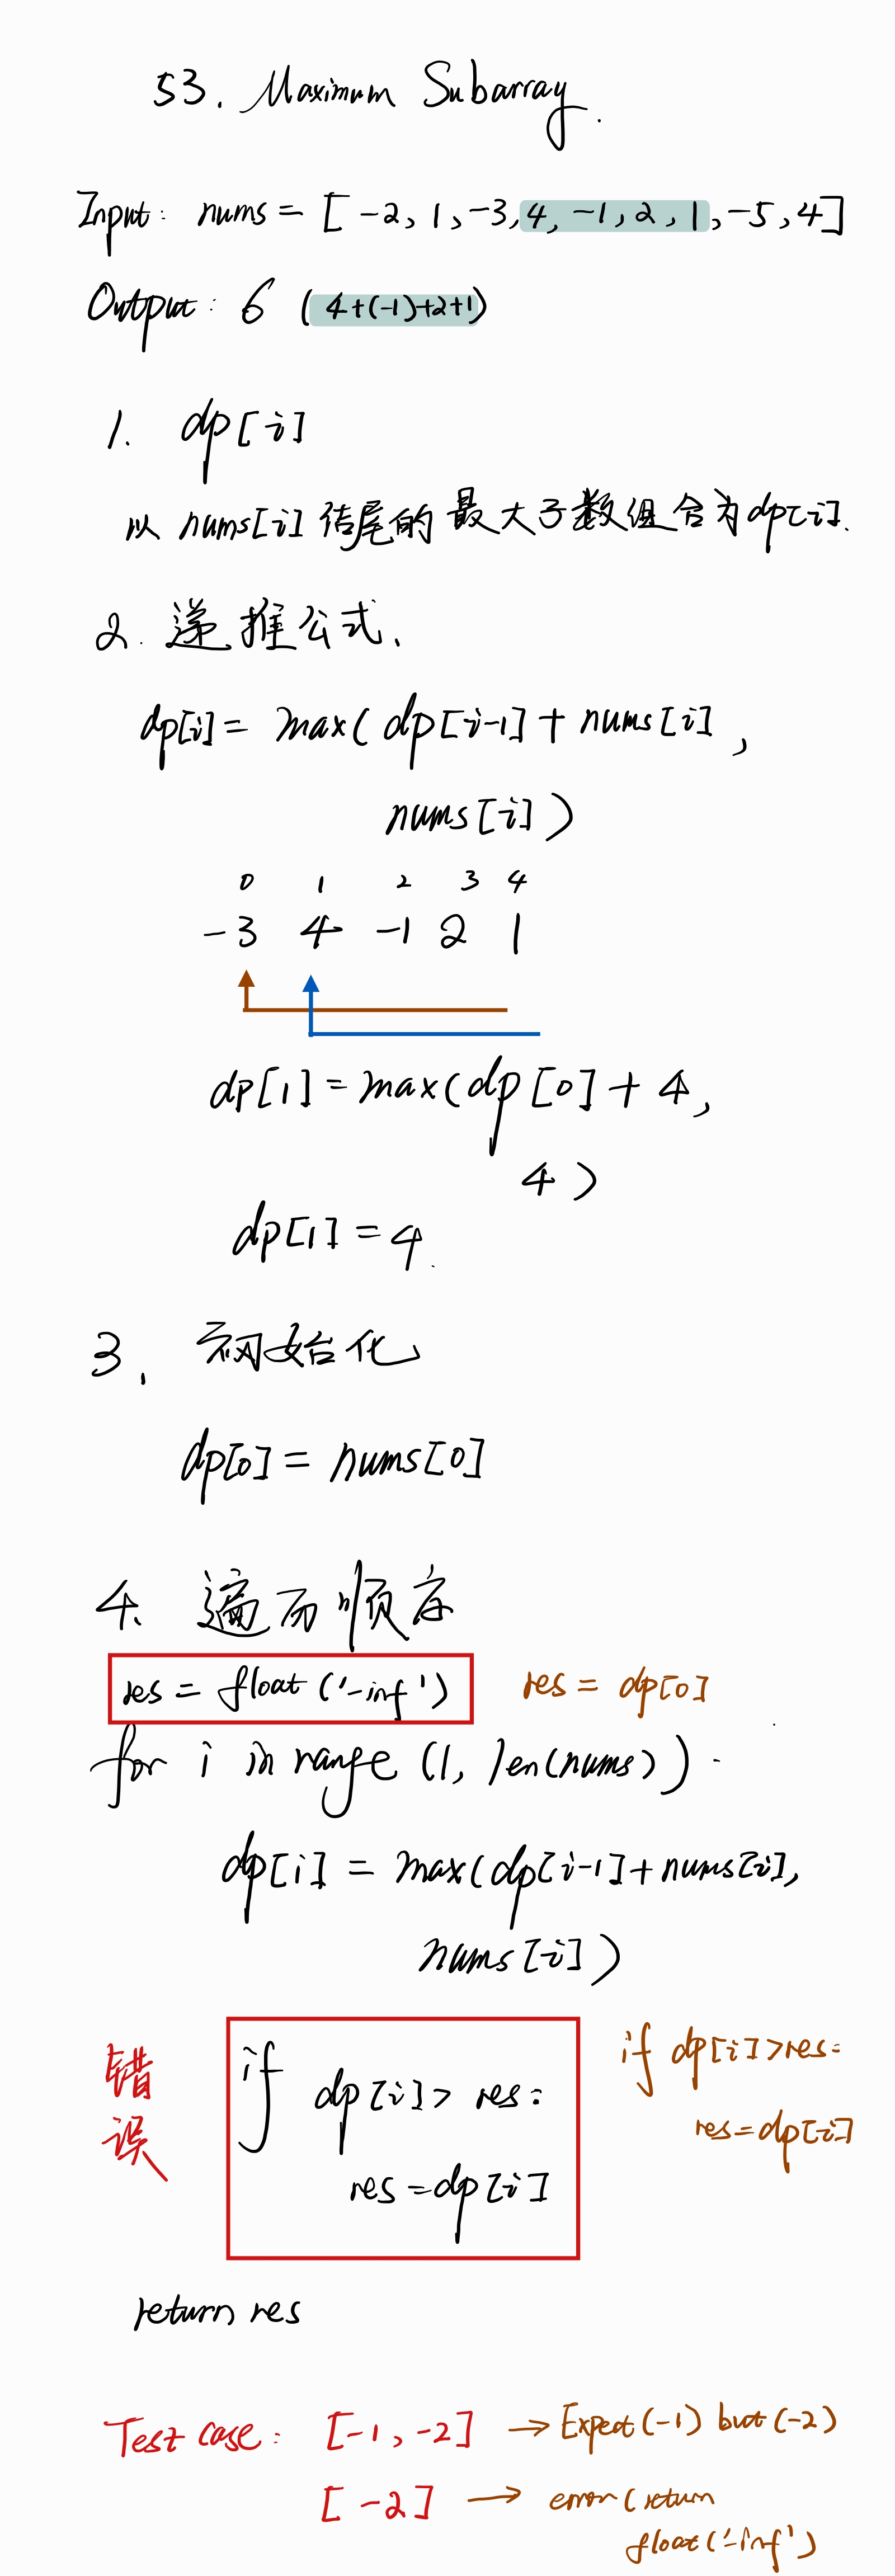 53. Maximum Subarray.
Input: nums = [-2, 1, -3, 4, -1, 2, 1, -5, 4]
Output: 6 (4+(-1)+2+1)
1. dp[i]
以 nums[i] 结尾的最大子数组合为dp[i].
2. 递推公式.
dp[i] = max(dp[i-1] + nums[i],
nums[i])
0 1 2 3 4
-3 4 -1 2 1
dp[1] = max(dp[0] + 4,
4)
dp[1] = 4.
3. 初始化
dp[0] = nums[0]
4. 遍历顺序
res = float('-inf') res = dp[0]
for i in range(1, len(nums)) -
dp[i] = max(dp[i-1]+nums[i],
nums[i])
错误
if dp[i] > res:
res = dp[i]
if dp[i]>res:
res=dp[i]
return res
Test case: [-1, -2] → Expect(-1) but(-2)
[-2] → error(return
float('-inf')